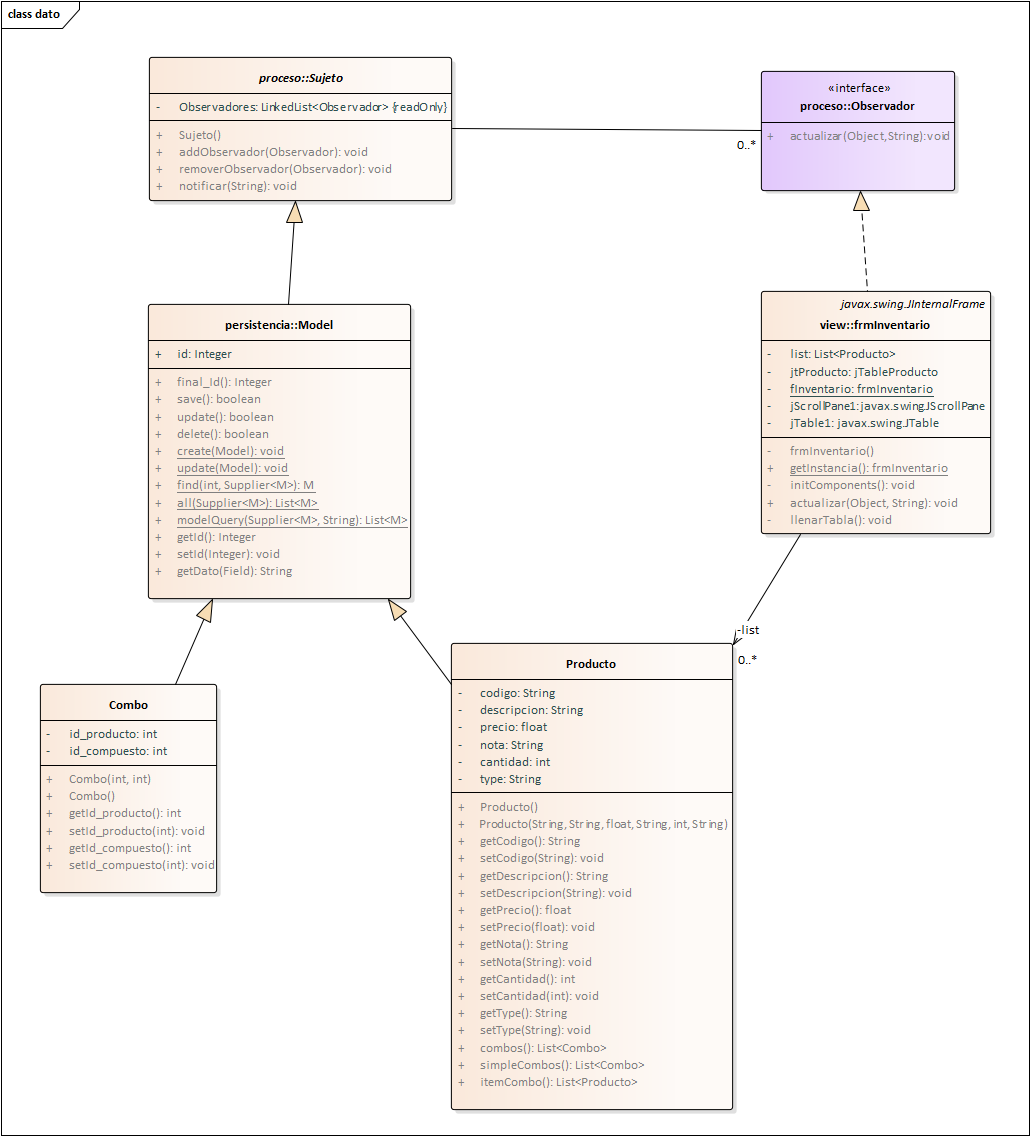 class dato
proceso::Sujeto
- Observadores: LinkedList<Observador> {readOnly}
+ Sujeto()
+ addObservador(Observador): void
+ removerObservador(Observador): void
+ notificar(String): void
«interface»
proceso::Observador
+ actualizar(Object,String):void
0..*
javax.swing.JInternalFrame
view::frmInventario
- list: List<Producto>
- jtProducto: jTableProducto
- fInventario: frmInventario
- jScrollPane1:javax.swing.JScrollPane
- jTable1: javax.swing.JTable
- frmInventario()
+ getInstancia(): frmInventario
- initComponents(): void
+ actualizar(Object, String): void
- llenarTabla(): void
persistencia::Model
+ id: Integer
+ final_Id(): Integer
+ save(): boolean
+ update(): boolean
+ delete(): boolean
+ create(Model): void
+ update(Model): void
+ find(int, Supplier<M>): M
+ all(Supplier<M>): List<M>
+ modelQuery(Supplier<M>, String): List<M>
+ getId(): Integer
+ setId(Integer): void
+ getDato(Field): String
-list
0..*
Combo
- id_producto: int
- id_compuesto: int
+ Combo(int, int)
+ Combo()
+ getId_producto(): int
+ setId_producto(int): void
+ getId_compuesto(): int
+ setId_compuesto(int): void
Producto
- codigo: String
- descripcion: String
- precio: float
- nota: String
- cantidad: int
- type: String
+ Producto()
+ Producto(String, String, float, String, int, String)
+ getCodigo(): String
+ setCodigo(String): void
+ getDescripcion(): String
+ setDescripcion(String): void
+ getPrecio(): float
+ setPrecio(float): void
+ getNota(): String
+ setNota(String): void
+ getCantidad(): int
+ setCantidad(int): void
+ getType(): String
+ setType(String): void
+ combos(): List<Combo>
+ simpleCombos(): List<Combo>
+ itemCombo(): List<Producto>